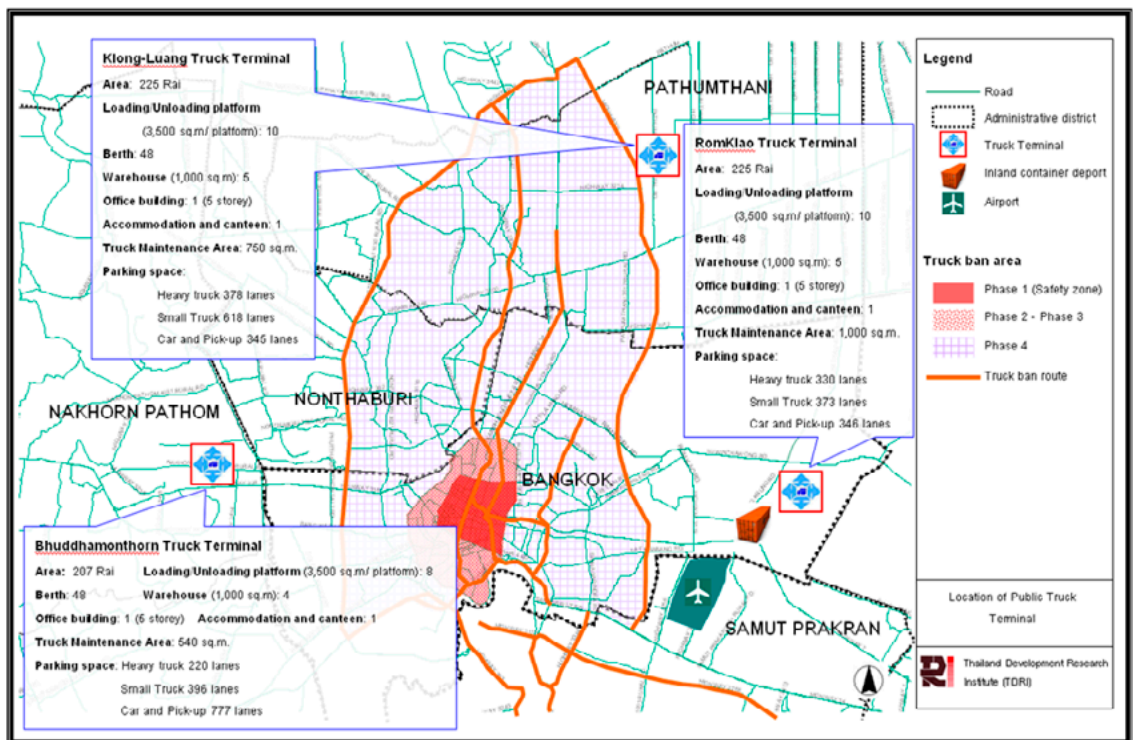 Klong-Luang Truck Terminal
Area: 225 Rai
Loading/Unloading platform
(3,500 sq.m/ platform): 10
Berth: 48
Warehouse (1,000 sq.m): 5
Office building: 1 (5 storey)
Accommodation and canteen: 1
Truck Maintenance Area: 750 sq.m.
Parking space:
Heavy truck 378 lanes
Small Truck 618 lanes
Car and Pick-up 345 lanes
PATHUMTHANI
RomKlao Truck Terminal
Area: 225 Rai
Loading/Unloading platform
(3,500 sq.m/ platform): 10
Berth: 48
Warehouse (1,000 sq.m): 5
Office building: 1 (5 storey)
Accommodation and canteen: 1
Truck Maintenance Area: 1,000 sq.m.
Parking space:
Heavy truck 330 lanes
Small Truck 373 lanes
Car and Pick-up 346 lanes
NAKHORN PATHOM
NONTHABURI
BANGKOK
SAMUT PRAKRAN
Bhuddhamonthorn Truck Terminal
Area: 207 Rai Loading/Unloading platform (3,500 sq.m/ platform): 8
Berth: 48 Warehouse (1,000 sq.m): 4
Office building: 1 (5 storey) Accommodation and canteen: 1
Truck Maintenance Area: 540 sq.m.
Parking space: Heavy truck 220 lanes
Small Truck 396 lanes
Car and Pick-up 777 lanes
Legend
Road
Administrative district
Truck Terminal
Inland container deport
Airport
Truck ban area
Phase 1 (Safety zone)
Phase 2 - Phase 3
Phase 4
Truck ban route
Location of Public Truck
Terminal
Thailand Development Research
Institute (TDRI)